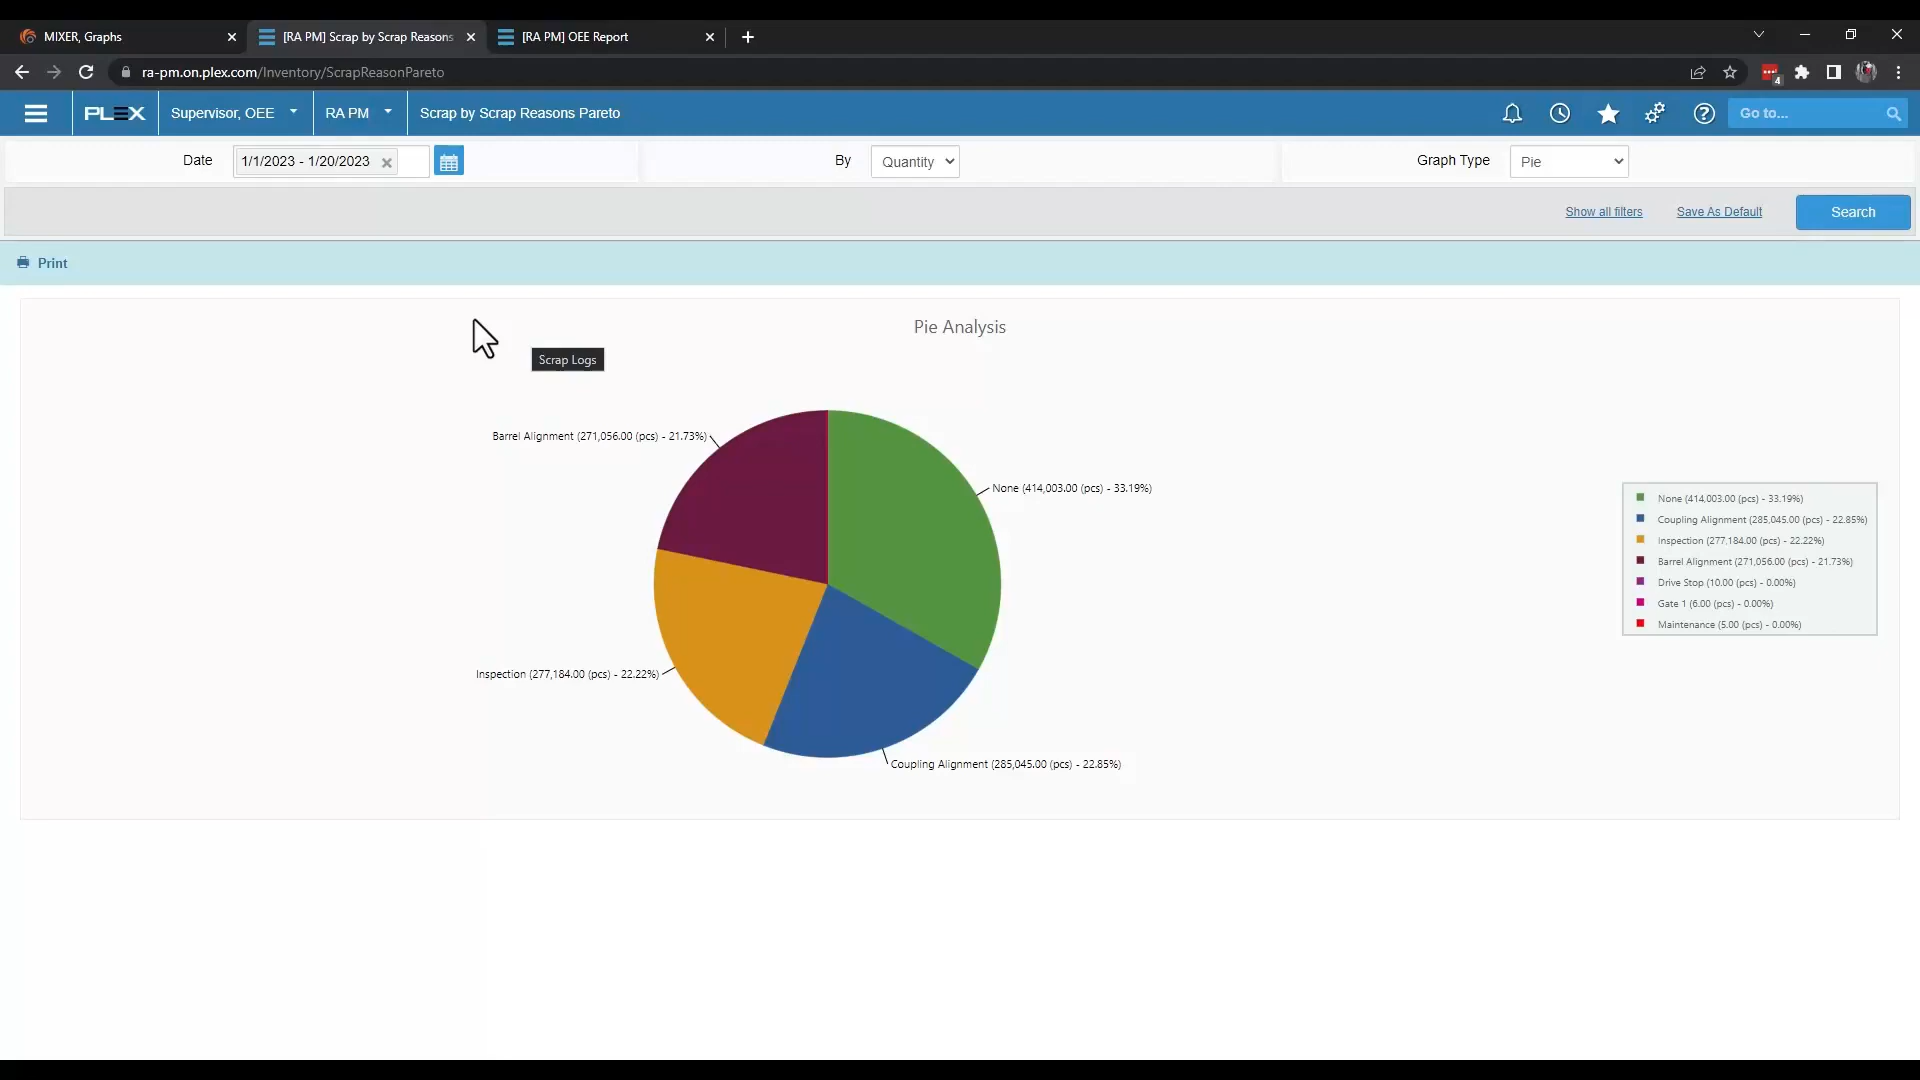 MIXER, Graphs
[RA PM] Scrap by Scrap Reasons
[RA PM] OEE Report
ra-pm.on.plex.com/Inventory/ScrapReasonPareto
4
PLEX
Supervisor, OEE
RA PM
Scrap by Scrap Reasons Pareto
Go to...
Date
1/1/2023 - 1/20/2023
By
Quantity
Graph Type
Pie
Show all filters
Save As Default
Search
Print
Pie Analysis
Scrap Logs
Barrel Alignment (271,056.00 (pcs) - 21.73%)
None (414,003.00 (pcs) - 33.19%)
Inspection (277,184.00 (pcs) - 22.22%)
Coupling Alignment (285,045.00 (pcs) - 22.85%)
None (414,003.00 (pcs) - 33.19%)
Coupling Alignment (285,045.00 (pcs) - 22.85%)
Inspection (277,184.00 (pcs) - 22.22%)
Barrel Alignment (271,056.00 (pcs) - 21.73%)
Drive Stop (10.00 (pcs) - 0.00%)
Gate 1 (6.00 (pcs) - 0.00%)
Maintenance (5.00 (pcs) - 0.00%)